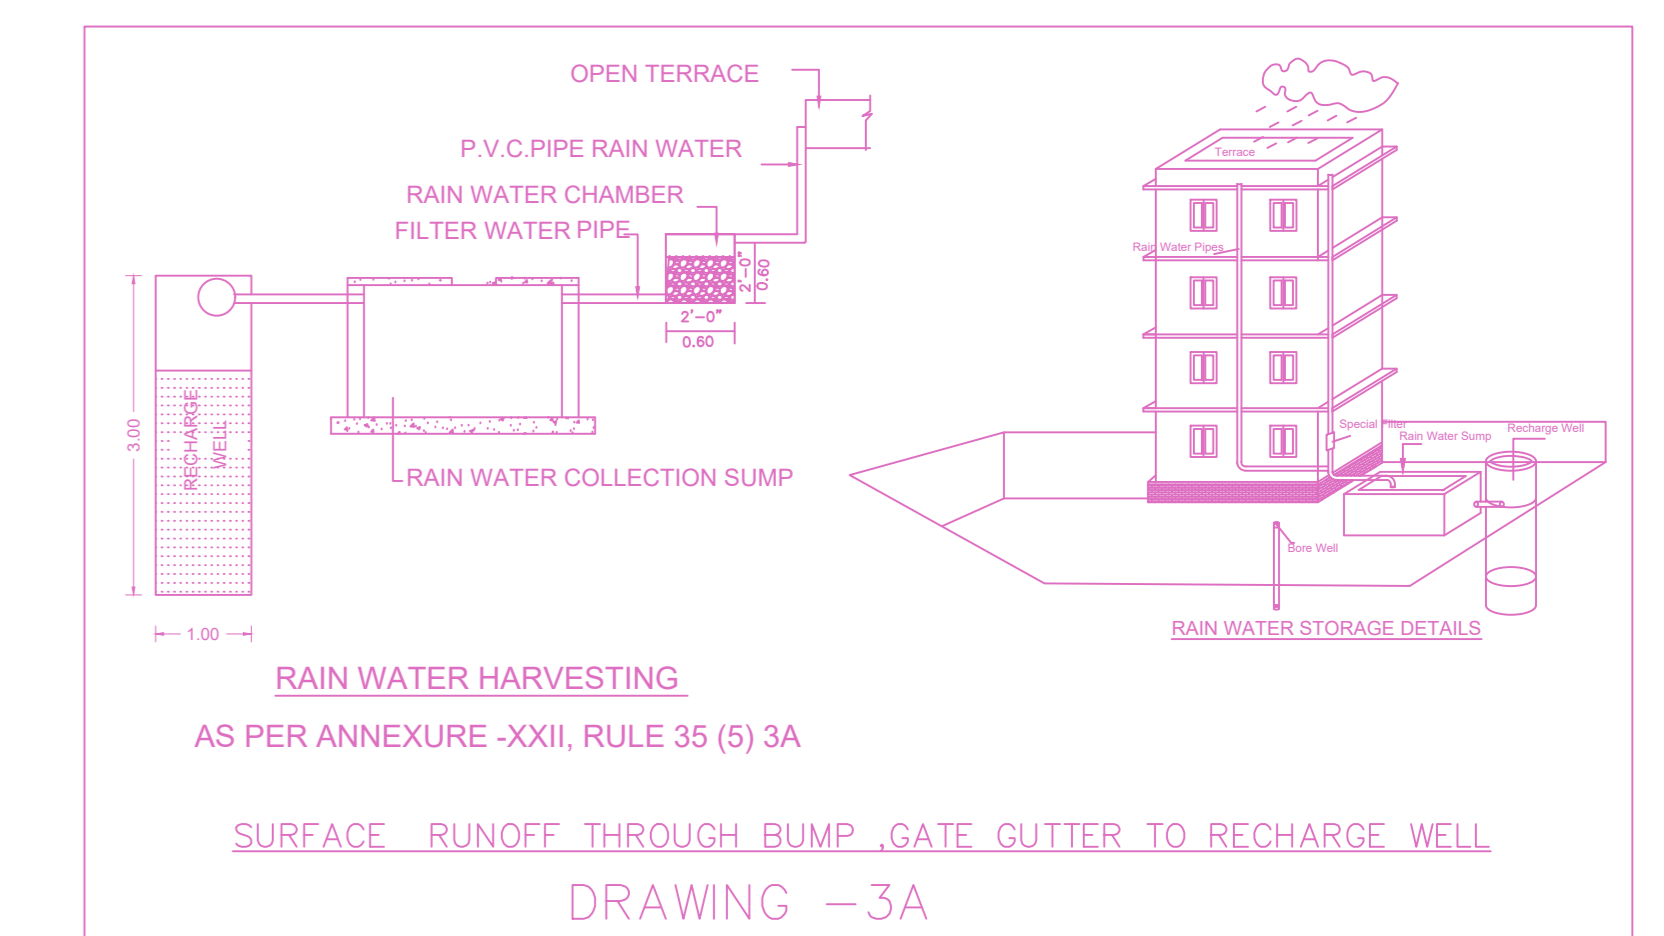 OPEN TERRACE
P.V.C.PIPE RAIN WATER
RAIN WATER CHAMBER
FILTER WATER PIPE
2'-0"
0.60
2'-0"
0.60
3.00
RECHARGE
WELL
RAIN WATER COLLECTION SUMP
1.00
RAIN WATER HARVESTING
AS PER ANNEXURE -XXII, RULE 35 (5) 3A
Terrace
Rain Water Pipes
Special Filter
Rain Water Sump
Recharge Well
Bore Well
RAIN WATER STORAGE DETAILS
SURFACE RUNOFF THROUGH BUMP ,GATE GUTTER TO RECHARGE WELL
DRAWING -3A